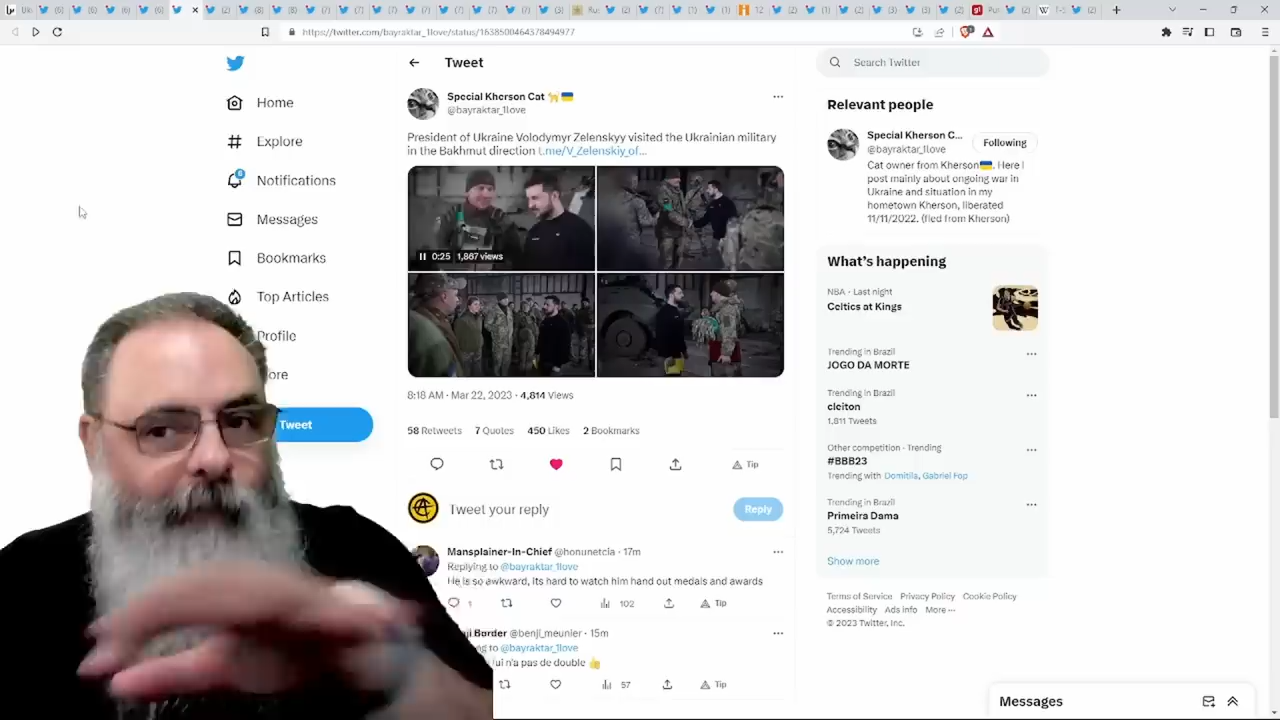 https://twitter.com/bayraktar_1love/status/1638500464378494977
Home
Explore
6
Notifications
Messages
Bookmarks
Top Articles
Profile
ore
Tweet
Tweet
Special Kherson Cat
@bayraktar_1love
President of Ukraine Volodymyr Zelenskyy visited the Ukrainian military
in the Bakhmut direction t.me/V_Zelenskiy_of...
0:25 1,867 views
8:18 AM · Mar 22, 2023 · 4,814 Views
58 Retweets 7 Quotes 450 Likes 2 Bookmarks
Tip
Tweet your reply
Reply
Mansplainer-In-Chief @honunetcia · 17m
Replying to @bayraktar_1love
He is so awkward, its hard to watch him hand out medals and awards
1 102 Tip
Border @benji_meunier · 15m
ng to @bayraktar_1love
lui n'a pas de double
57 Tip
Search Twitter
Relevant people
Special Kherson C...
@bayraktar_1love
Following
Cat owner from Kherson. Here I
post mainly about ongoing war in
Ukraine and situation in my
hometown Kherson, liberated
11/11/2022. (fled from Kherson)
What's happening
NBA · Last night
Celtics at Kings
Trending in Brazil
JOGO DA MORTE
Trending in Brazil
cleiton
1,811 Tweets
Other competition · Trending
#BBB23
Trending with Domitila, Gabriel Fop
Trending in Brazil
Primeira Dama
5,724 Tweets
Show more
Terms of Service Privacy Policy Cookie Policy
Accessibility Ads info More ···
© 2023 Twitter, Inc.
Messages